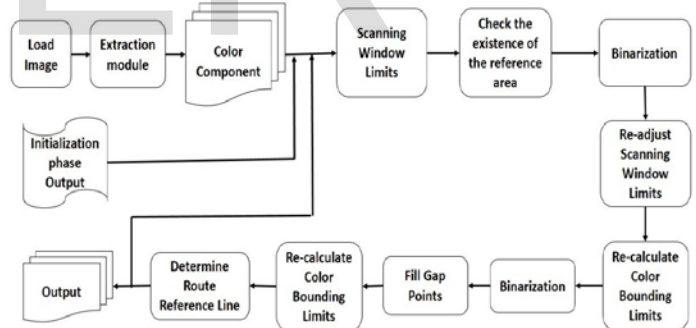 Load
Image
Extraction
module
Color
Component
Scanning
Window
Limits
Check the
existence of
the reference
area
Binarization
Initialization
phase
Output
Re-adjust
Scanning
Window
Limits
Re-calculate
Color
Bounding
Limits
Binarization
Fill Gap
Points
Re-calculate
Color
Bounding
Limits
Determine
Route
Reference Line
Output